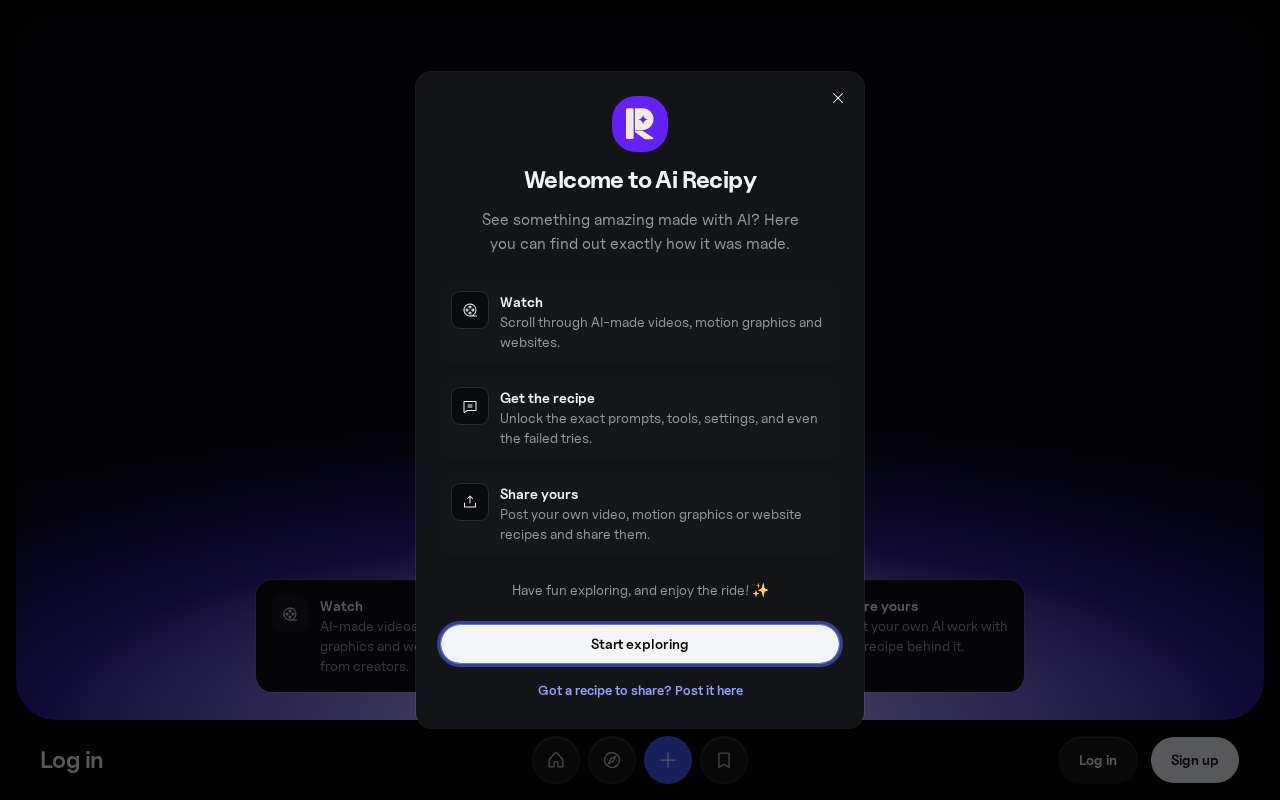 Welcome to Ai Recipy
See something amazing made with AI? Here
you can find out exactly how it was made.
Watch
Scroll through AI-made videos, motion graphics and
websites.
Get the recipe
Unlock the exact prompts, tools, settings, and even
the failed tries.
Share yours
Post your own video, motion graphics or website
recipes and share them.
Have fun exploring, and enjoy the ride! ✨
Start exploring
Got a recipe to share? Post it here
Watch
AI-made videos
graphics and
from creators.
yours
your own AI work with
recipe behind it.
Log in
Log in
Sign up